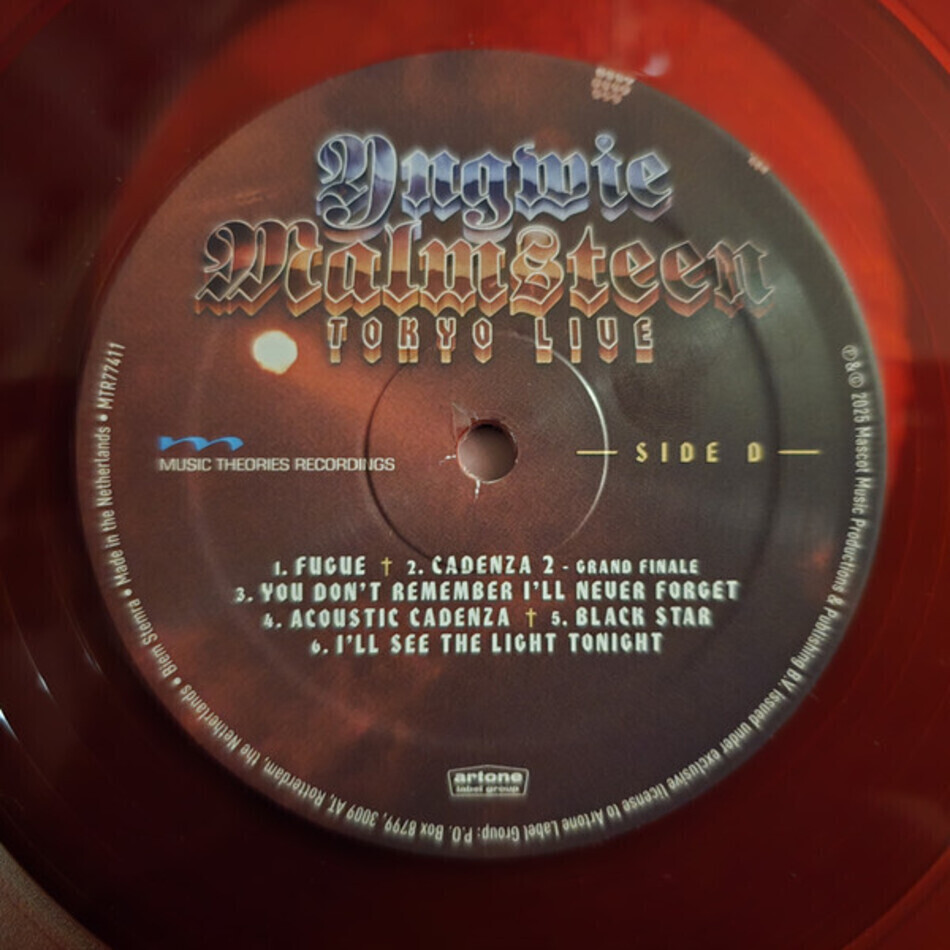 Yngwie
Malmsteen
TOKYO LIVE
MUSIC THEORIES RECORDINGS
SIDE D
1. FUGUE † 2. CADENZA 2 - GRAND FINALE
3. YOU DON'T REMEMBER I'LL NEVER FORGET
4. ACOUSTIC CADENZA † 5. BLACK STAR
6. I'LL SEE THE LIGHT TONIGHT
artone
label group
℗ & © 2025 Mascot Music Productions & Publishing B.V. issued under exclusive license to Artone Label Group: P.O. Box 8799, 3009 AT, Rotterdam, the Netherlands • Biem Stemra • Made in the Netherlands • MTR77411